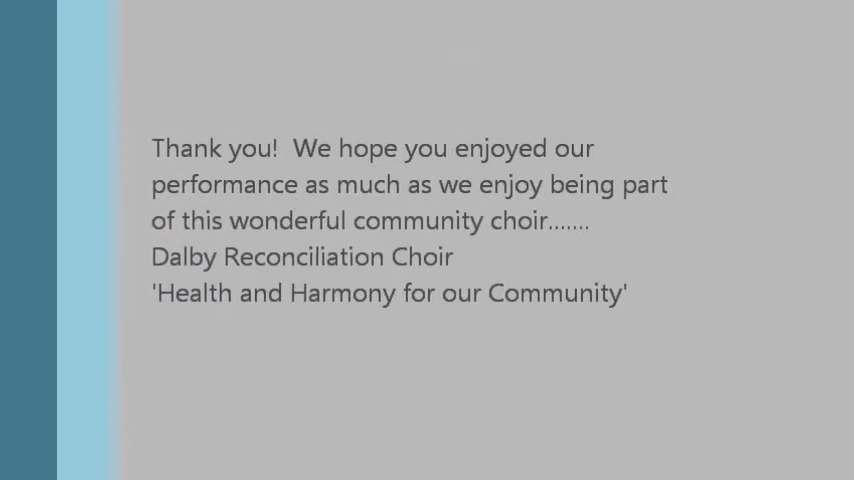 Thank you!  We hope you enjoyed our
performance as much as we enjoy being part
of this wonderful community choir.......
Dalby Reconciliation Choir
'Health and Harmony for our Community'